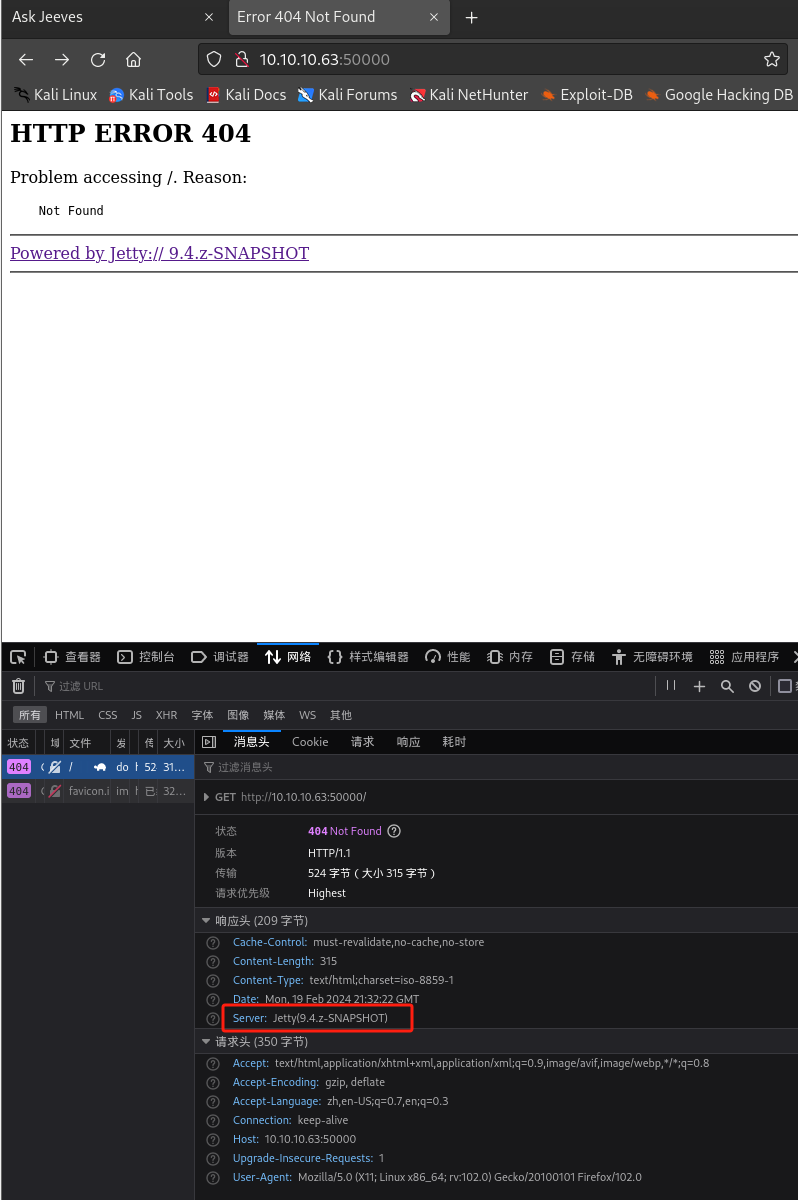 Ask Jeeves × Error 404 Not Found × +
10.10.10.63:50000
Kali Linux Kali Tools Kali Docs Kali Forums Kali NetHunter Exploit-DB Google Hacking DB
HTTP ERROR 404
Problem accessing /. Reason:
Not Found
Powered by Jetty:// 9.4.z-SNAPSHOT
查看器 控制台 调试器 网络 样式编辑器 性能 内存 存储 无障碍环境 应用程序
过滤 URL
所有 HTML CSS JS XHR 字体 图像 媒体 WS 其他
状态 域 文件 发 传 大小 消息头 Cookie 请求 响应 耗时
404 / do 52 31… 过滤消息头
404 favicon.i im 已 32… GET http://10.10.10.63:50000/
状态 404 Not Found
版本 HTTP/1.1
传输 524 字节（大小 315 字节）
请求优先级 Highest
响应头 (209 字节)
Cache-Control: must-revalidate,no-cache,no-store
Content-Length: 315
Content-Type: text/html;charset=iso-8859-1
Date: Mon, 19 Feb 2024 21:32:22 GMT
Server: Jetty(9.4.z-SNAPSHOT)
请求头 (350 字节)
Accept: text/html,application/xhtml+xml,application/xml;q=0.9,image/avif,image/webp,*/*;q=0.8
Accept-Encoding: gzip, deflate
Accept-Language: zh,en-US;q=0.7,en;q=0.3
Connection: keep-alive
Host: 10.10.10.63:50000
Upgrade-Insecure-Requests: 1
User-Agent: Mozilla/5.0 (X11; Linux x86_64; rv:102.0) Gecko/20100101 Firefox/102.0